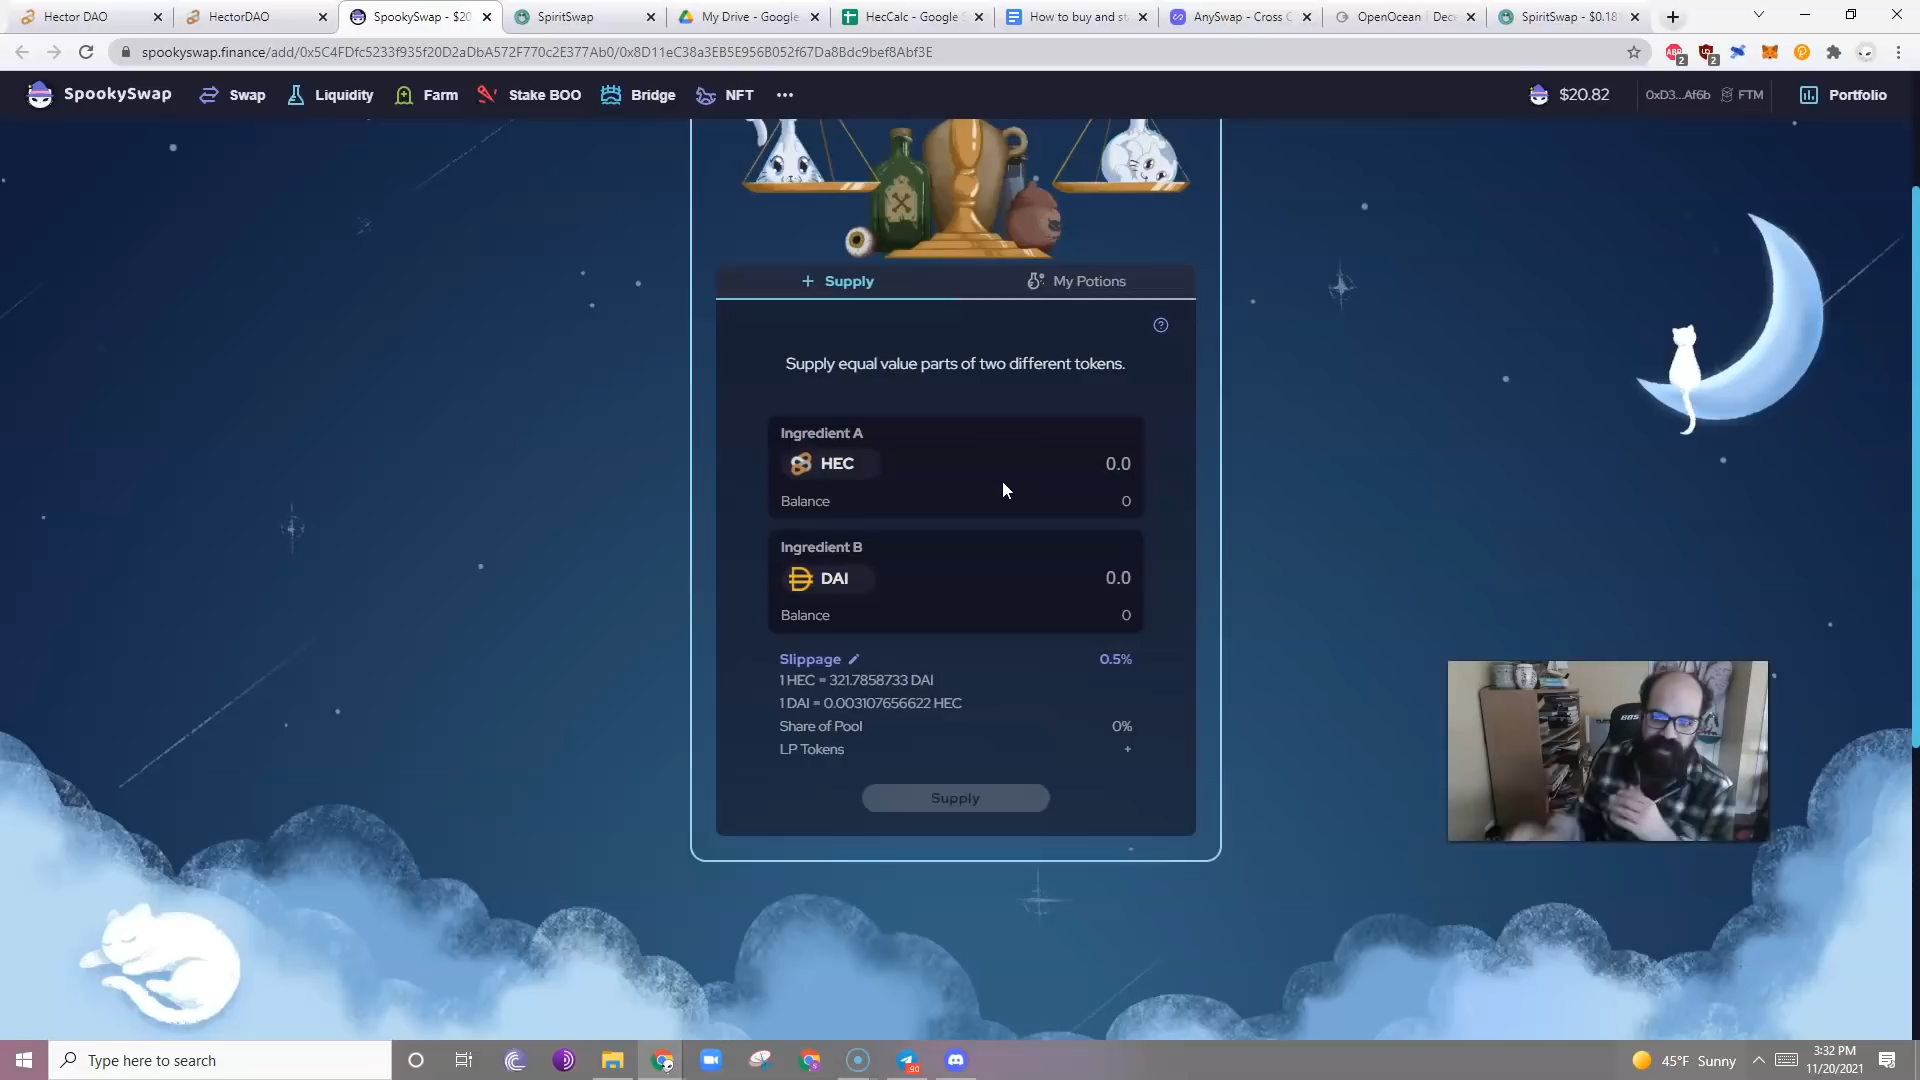 Hector DAO
HectorDAO
SpookySwap - $20
SpiritSwap
My Drive - Google
HecCalc - Google S
How to buy and st
AnySwap - Cross C
OpenOcean | Dece
SpiritSwap - $0.18
spookyswap.finance/add/0x5C4FDfc5233f935f20D2aDbA572F770c2E377Ab0/0x8D11eC38a3EB5E956B052f67Da8Bdc9bef8Abf3E
2
2
SpookySwap
Swap
Liquidity
Farm
Stake BOO
Bridge
NFT
$20.82
0xD3...Af6b
FTM
Portfolio
Supply
My Potions
Supply equal value parts of two different tokens.
Ingredient A
HEC
0.0
Balance
0
Ingredient B
DAI
0.0
Balance
0
Slippage
0.5%
1 HEC = 321.7858733 DAI
1 DAI = 0.003107656622 HEC
Share of Pool
0%
LP Tokens
+
Supply
Type here to search
90
45°F Sunny
3:32 PM
11/20/2021